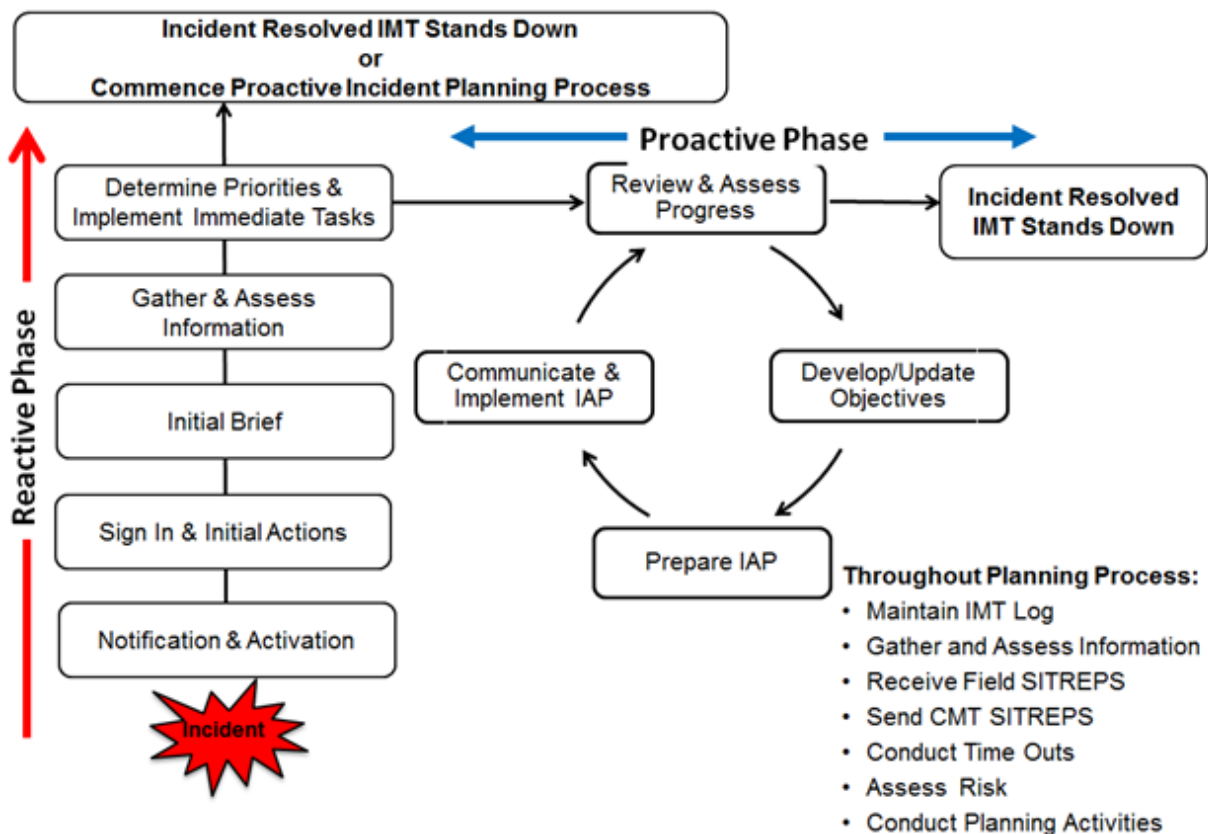 Incident Resolved IMT Stands Down
or
Commence Proactive Incident Planning Process
Reactive Phase
Proactive Phase
Determine Priorities &
Implement Immediate Tasks
Review & Assess
Progress
Incident Resolved
IMT Stands Down
Gather & Assess
Information
Communicate &
Implement IAP
Develop/Update
Objectives
Initial Brief
Sign In & Initial Actions
Prepare IAP
Notification & Activation
Incident
Throughout Planning Process:
• Maintain IMT Log
• Gather and Assess Information
• Receive Field SITREPS
• Send CMT SITREPS
• Conduct Time Outs
• Assess Risk
• Conduct Planning Activities